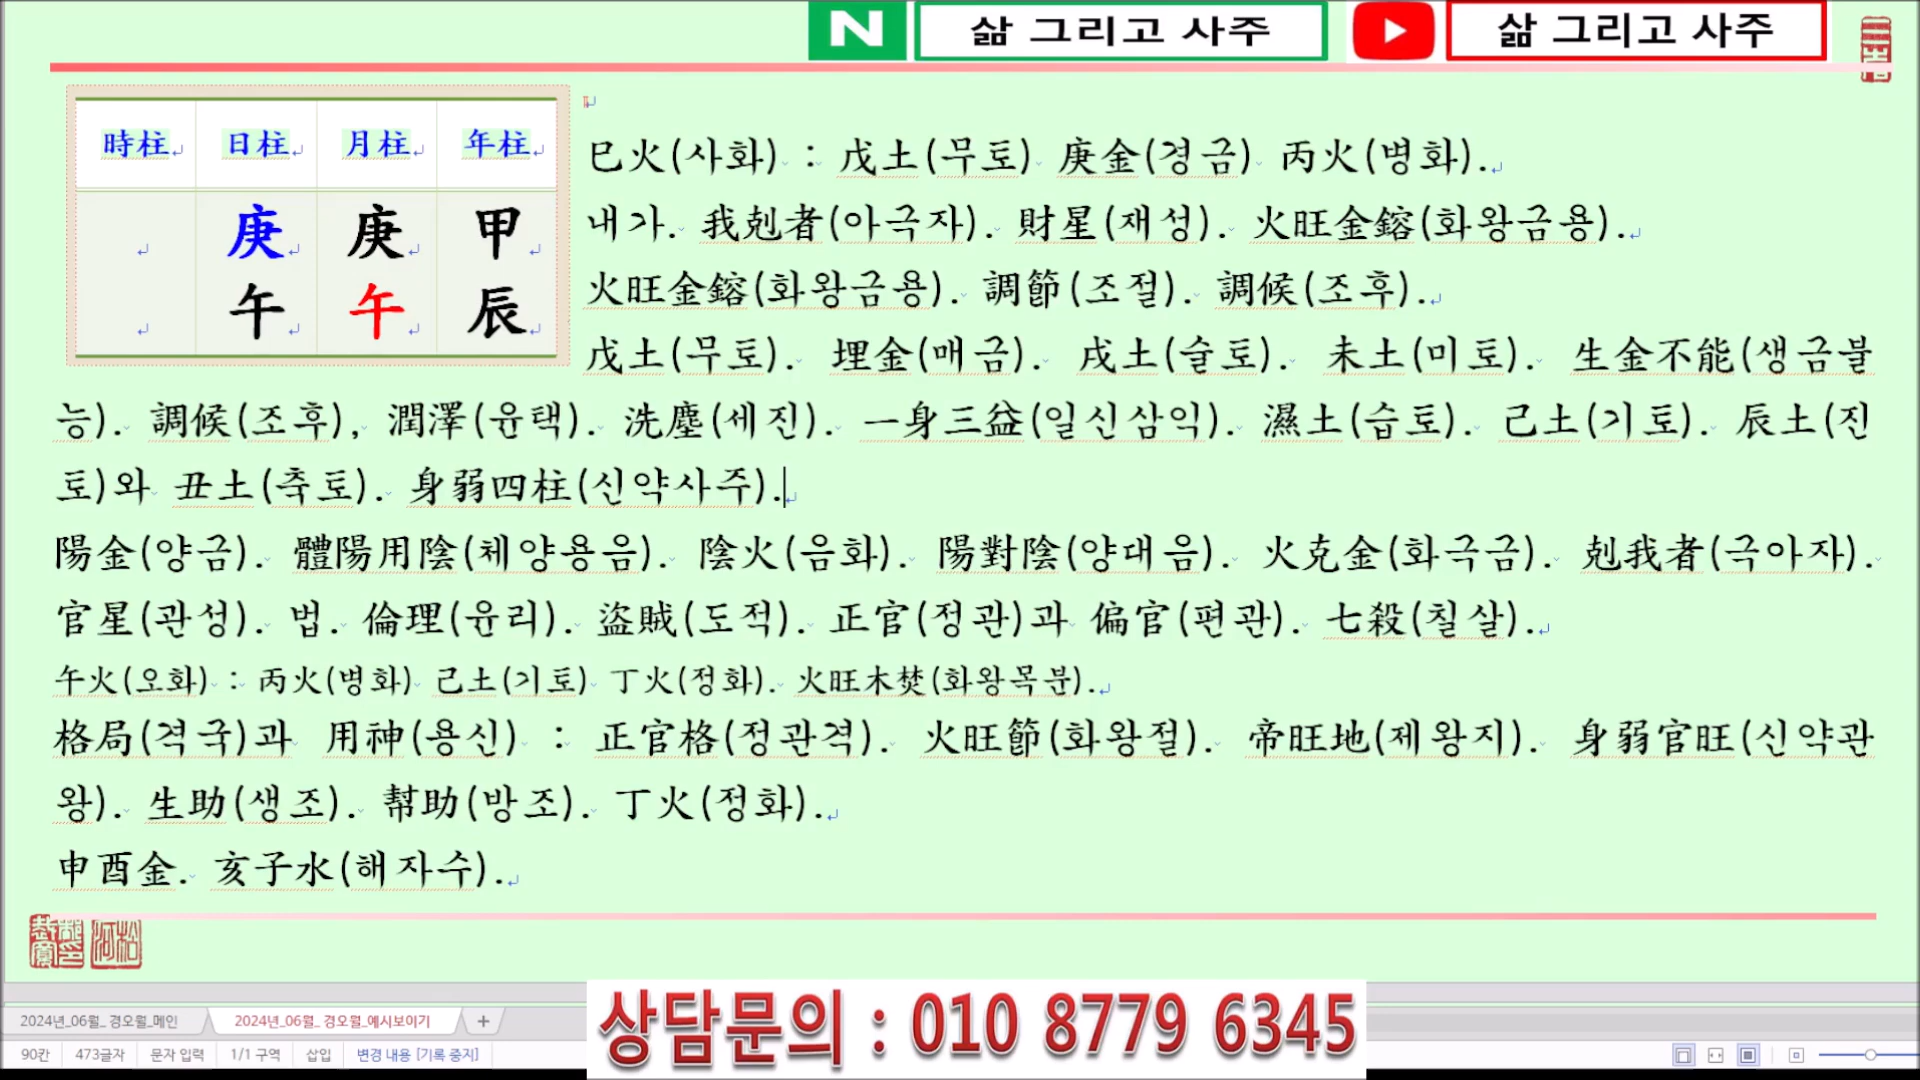 N 삶 그리고 사주 삶 그리고 사주
時柱 日柱 月柱 年柱
庚 庚 甲
午 午 辰
巳火(사화) : 戊土(무토) 庚金(경금) 丙火(병화).
내가. 我剋者(아극자). 財星(재성). 火旺金鎔(화왕금용).
火旺金鎔(화왕금용). 調節(조절). 調候(조후).
戊土(무토). 埋金(매금). 戌土(술토). 未土(미토). 生金不能(생금불
능). 調候(조후), 潤澤(윤택). 洗塵(세진). 一身三益(일신삼익). 濕土(습토). 己土(기토). 辰土(진
토)와 丑土(축토). 身弱四柱(신약사주).
陽金(양금). 體陽用陰(체양용음). 陰火(음화). 陽對陰(양대음). 火克金(화극금). 剋我者(극아자).
官星(관성). 법. 倫理(윤리). 盜賊(도적). 正官(정관)과 偏官(편관). 七殺(칠살).
午火(오화) : 丙火(병화) 己土(기토) 丁火(정화). 火旺木焚(화왕목분).
格局(격국)과 用神(용신) : 正官格(정관격). 火旺節(화왕절). 帝旺地(제왕지). 身弱官旺(신약관
왕). 生助(생조). 幇助(방조). 丁火(정화).
申酉金. 亥子水(해자수).
2024년_06월_ 경오월_메인 2024년_06월_ 경오월_예시보이기 +
상담문의 : 010 8779 6345
90칸 473글자 문자 입력 1/1 구역 삽입 변경 내용 [기록 중지]